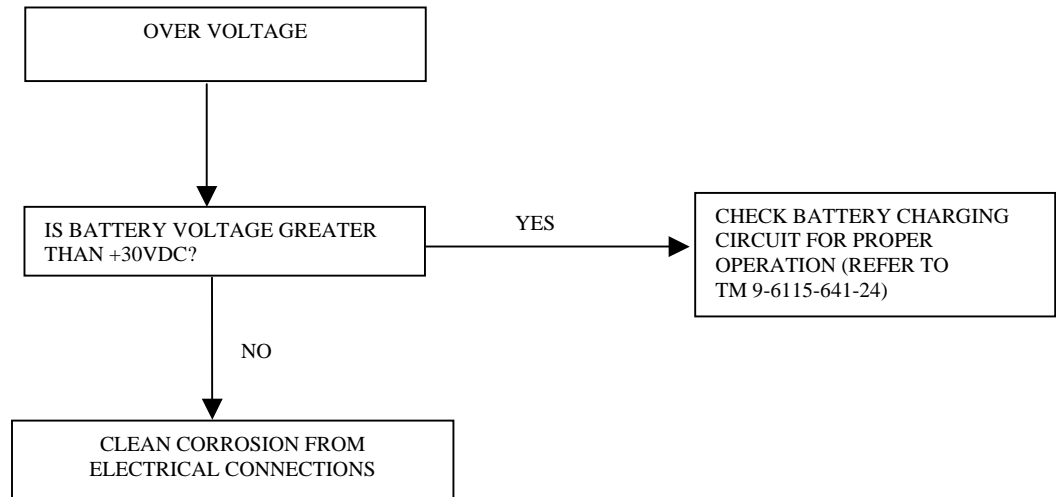 OVER VOLTAGE
IS BATTERY VOLTAGE GREATER
THAN +30VDC?
YES
CHECK BATTERY CHARGING
CIRCUIT FOR PROPER
OPERATION (REFER TO
TM 9-6115-641-24)
NO
CLEAN CORROSION FROM
ELECTRICAL CONNECTIONS